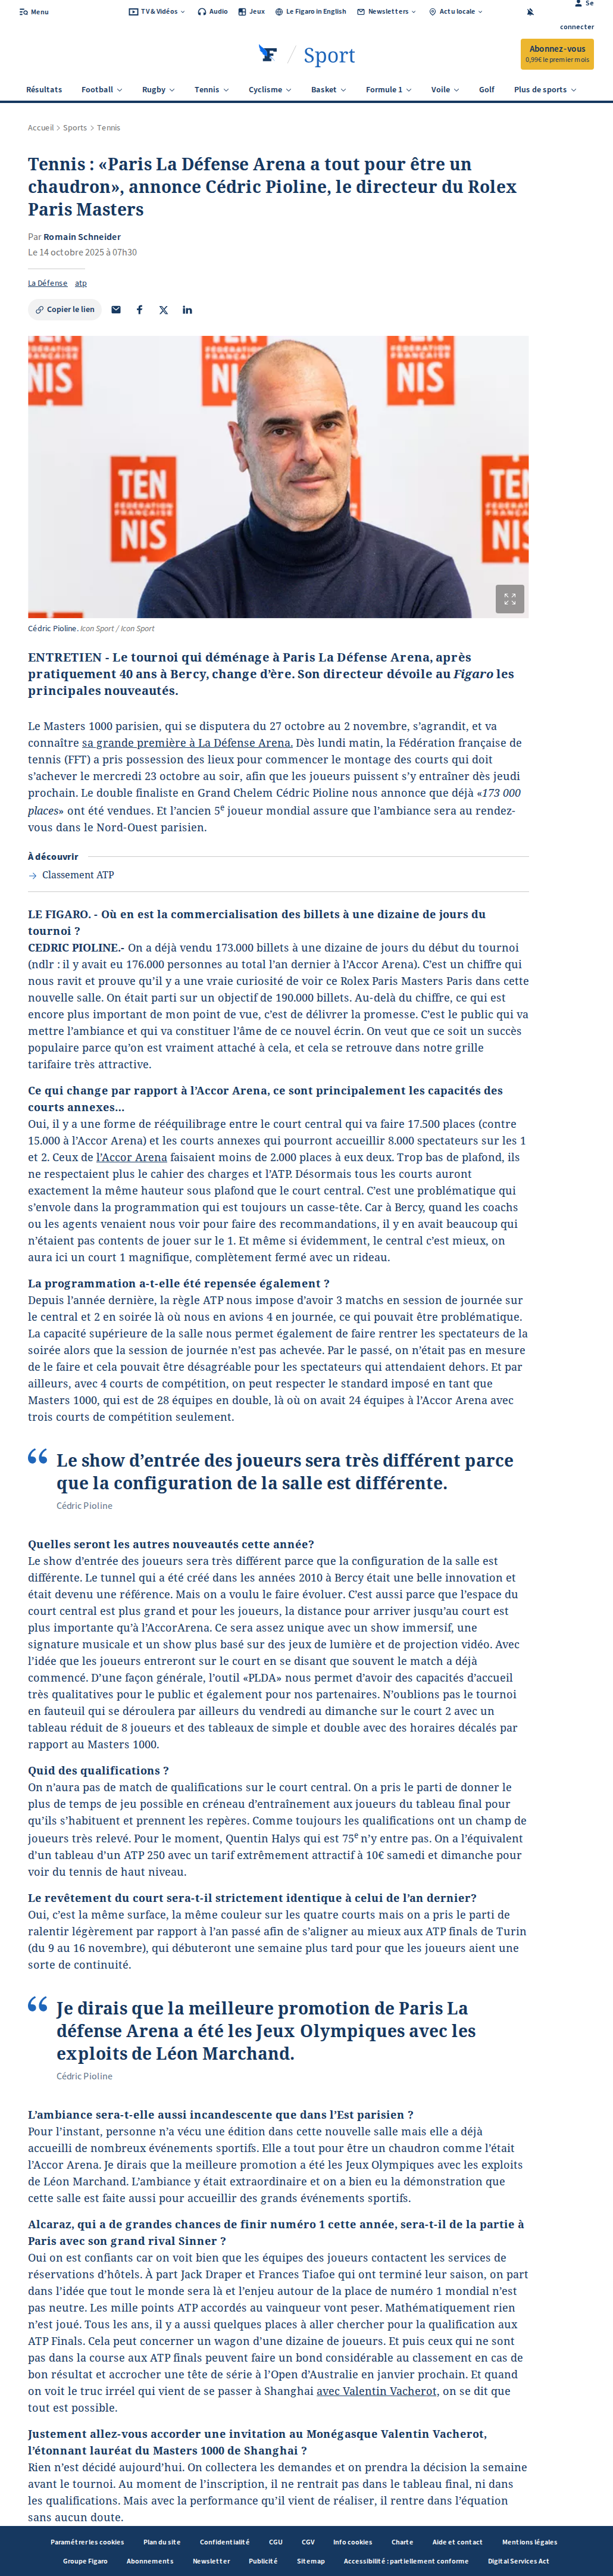 Menu
TV & Vidéos
Audio
Jeux
Le Figaro in English
Newsletters
Actu locale
Se connecter
F
Sport
Abonnez-vous
0,99€ le premier mois
Résultats
Football
Rugby
Tennis
Cyclisme
Basket
Formule 1
Voile
Golf
Plus de sports
Accueil > Sports > Tennis
Tennis : «Paris La Défense Arena a tout pour être un
chaudron», annonce Cédric Pioline, le directeur du Rolex
Paris Masters
Par Romain Schneider
Le 14 octobre 2025 à 07h30
La Défense atp
Copier le lien
TEN
NIS
Cédric Pioline. Icon Sport / Icon Sport
ENTRETIEN - Le tournoi qui déménage à Paris La Défense Arena, après
pratiquement 40 ans à Bercy, change d’ère. Son directeur dévoile au Figaro les
principales nouveautés.
Le Masters 1000 parisien, qui se disputera du 27 octobre au 2 novembre, s’agrandit, et va
connaître sa grande première à La Défense Arena. Dès lundi matin, la Fédération française de
tennis (FFT) a pris possession des lieux pour commencer le montage des courts qui doit
s’achever le mercredi 23 octobre au soir, afin que les joueurs puissent s’y entraîner dès jeudi
prochain. Le double finaliste en Grand Chelem Cédric Pioline nous annonce que déjà «173 000
places» ont été vendues. Et l’ancien 5e joueur mondial assure que l’ambiance sera au rendez-
vous dans le Nord-Ouest parisien.
À découvrir
Classement ATP
LE FIGARO. - Où en est la commercialisation des billets à une dizaine de jours du
tournoi ?
CEDRIC PIOLINE.- On a déjà vendu 173.000 billets à une dizaine de jours du début du tournoi
(ndlr : il y avait eu 176.000 personnes au total l’an dernier à l’Accor Arena). C’est un chiffre qui
nous ravit et prouve qu’il y a une vraie curiosité de voir ce Rolex Paris Masters Paris dans cette
nouvelle salle. On était parti sur un objectif de 190.000 billets. Au-delà du chiffre, ce qui est
encore plus important de mon point de vue, c’est de délivrer la promesse. C’est le public qui va
mettre l’ambiance et qui va constituer l’âme de ce nouvel écrin. On veut que ce soit un succès
populaire parce qu’on est vraiment attaché à cela, et cela se retrouve dans notre grille
tarifaire très attractive.
Ce qui change par rapport à l’Accor Arena, ce sont principalement les capacités des
courts annexes…
Oui, il y a une forme de rééquilibrage entre le court central qui va faire 17.500 places (contre
15.000 à l’Accor Arena) et les courts annexes qui pourront accueillir 8.000 spectateurs sur les 1
et 2. Ceux de l’Accor Arena faisaient moins de 2.000 places à eux deux. Trop bas de plafond, ils
ne respectaient plus le cahier des charges et l’ATP. Désormais tous les courts auront
exactement la même hauteur sous plafond que le court central. C’est une problématique qui
s’envole dans la programmation qui est toujours un casse-tête. Car à Bercy, quand les coachs
ou les agents venaient nous voir pour faire des recommandations, il y en avait beaucoup qui
n’étaient pas contents de jouer sur le 1. Et même si évidemment, le central c’est mieux, on
aura ici un court 1 magnifique, complètement fermé avec un rideau.
La programmation a-t-elle été repensée également ?
Depuis l’année dernière, la règle ATP nous impose d’avoir 3 matchs en session de journée sur
le central et 2 en soirée là où nous en avions 4 en journée, ce qui pouvait être problématique.
La capacité supérieure de la salle nous permet également de faire rentrer les spectateurs de la
soirée alors que la session de journée n’est pas achevée. Par le passé, on n’était pas en mesure
de le faire et cela pouvait être désagréable pour les spectateurs qui attendaient dehors. Et par
ailleurs, avec 4 courts de compétition, on peut respecter le standard imposé en tant que
Masters 1000, qui est de 28 équipes en double, là où on avait 24 équipes à l’Accor Arena avec
trois courts de compétition seulement.
Le show d’entrée des joueurs sera très différent parce
que la configuration de la salle est différente.
Cédric Pioline
Quelles seront les autres nouveautés cette année?
Le show d’entrée des joueurs sera très différent parce que la configuration de la salle est
différente. Le tunnel qui a été créé dans les années 2010 à Bercy était une belle innovation et
était devenu une référence. Mais on a voulu le faire évoluer. C’est aussi parce que l’espace du
court central est plus grand et pour les joueurs, la distance pour arriver jusqu’au court est
plus importante qu’à l’AccorArena. Ce sera assez unique avec un show immersif, une
signature musicale et un show plus basé sur des jeux de lumière et de projection vidéo. Avec
l’idée que les joueurs entreront sur le court en se disant que souvent le match a déjà
commencé. D’une façon générale, l’outil «PLDA» nous permet d’avoir des capacités d’accueil
très qualitatives pour le public et également pour nos partenaires. N’oublions pas le tournoi
en fauteuil qui se déroulera par ailleurs du vendredi au dimanche sur le court 2 avec un
tableau réduit de 8 joueurs et des tableaux de simple et double avec des horaires décalés par
rapport au Masters 1000.
Quid des qualifications ?
On n’aura pas de match de qualifications sur le court central. On a pris le parti de donner le
plus de temps de jeu possible en créneau d’entraînement aux joueurs du tableau final pour
qu’ils s’habituent et prennent les repères. Comme toujours les qualifications ont un champ de
joueurs très relevé. Pour le moment, Quentin Halys qui est 75e n’y entre pas. On a l’équivalent
d’un tableau d’un ATP 250 avec un tarif extrêmement attractif à 10€ samedi et dimanche pour
voir du tennis de haut niveau.
Le revêtement du court sera-t-il strictement identique à celui de l’an dernier?
Oui, c’est la même surface, la même couleur sur les quatre courts mais on a pris le parti de
ralentir légèrement par rapport à l’an passé afin de s’aligner au mieux aux ATP finals de Turin
(du 9 au 16 novembre), qui débuteront une semaine plus tard pour que les joueurs aient une
sorte de continuité.
Je dirais que la meilleure promotion de Paris La
défense Arena a été les Jeux Olympiques avec les
exploits de Léon Marchand.
Cédric Pioline
L’ambiance sera-t-elle aussi incandescente que dans l’Est parisien ?
Pour l’instant, personne n’a vécu une édition dans cette nouvelle salle mais elle a déjà
accueilli de nombreux événements sportifs. Elle a tout pour être un chaudron comme l’était
l’Accor Arena. Je dirais que la meilleure promotion a été les Jeux Olympiques avec les exploits
de Léon Marchand. L’ambiance y était extraordinaire et on a bien eu la démonstration que
cette salle est faite aussi pour accueillir des grands événements sportifs.
Alcaraz, qui a de grandes chances de finir numéro 1 cette année, sera-t-il de la partie à
Paris avec son grand rival Sinner ?
Oui on est confiants car on voit bien que les équipes des joueurs contactent les services de
réservations d’hôtels. À part Jack Draper et Frances Tiafoe qui ont terminé leur saison, on part
dans l’idée que tout le monde sera là et l’enjeu autour de la place de numéro 1 mondial n’est
pas neutre. Les mille points ATP accordés au vainqueur vont peser. Mathématiquement rien
n’est joué. Tous les ans, il y a aussi quelques places à aller chercher pour la qualification aux
ATP Finals. Cela peut concerner un wagon d’une dizaine de joueurs. Et puis ceux qui ne sont
pas dans la course aux ATP finals peuvent faire un bond considérable au classement en cas de
bon résultat et accrocher une tête de série à l’Open d’Australie en janvier prochain. Et quand
on voit le truc irréel qui vient de se passer à Shanghai avec Valentin Vacherot, on se dit que
tout est possible.
Justement allez-vous accorder une invitation au Monégasque Valentin Vacherot,
l’étonnant lauréat du Masters 1000 de Shanghai ?
Rien n’est décidé aujourd’hui. On collectera les demandes et on prendra la décision la semaine
avant le tournoi. Au moment de l’inscription, il ne rentrait pas dans le tableau final, ni dans
les qualifications. Mais avec la performance qu’il vient de réaliser, il rentre dans l’équation
sans aucun doute.
Paramétrer les cookies
Plan du site
Confidentialité
CGU
CGV
Info cookies
Charte
Aide et contact
Mentions légales
Groupe Figaro
Abonnements
Newsletter
Publicité
Sitemap
Accessibilité : partiellement conforme
Digital Services Act